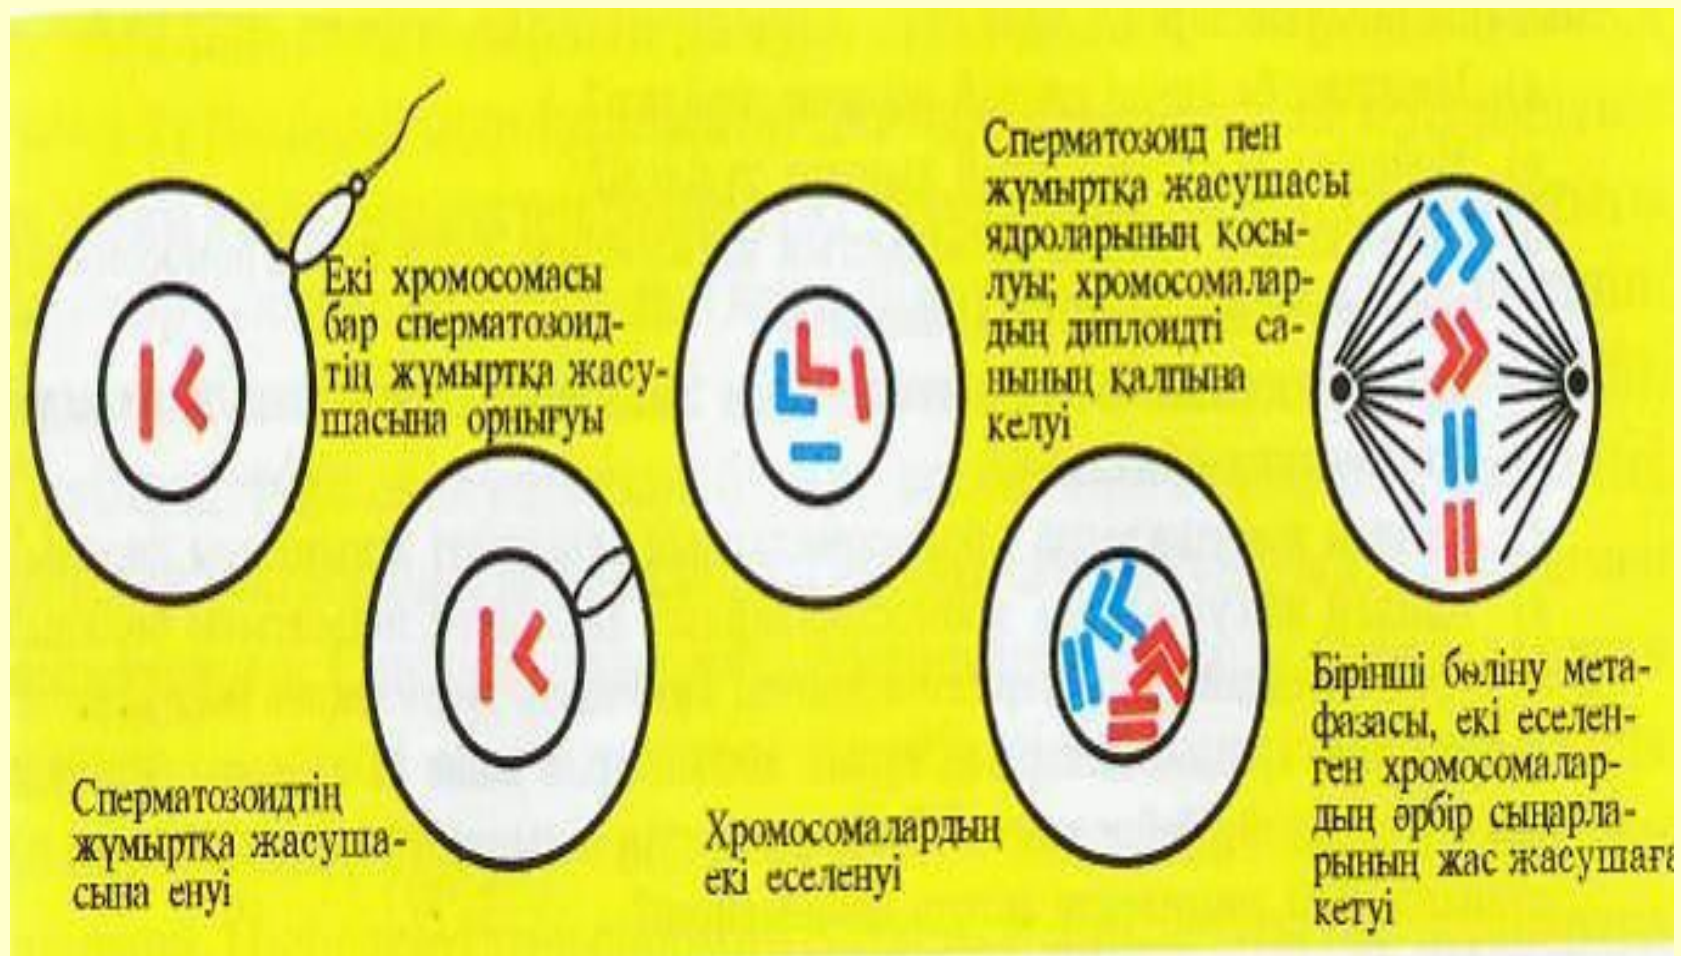 Екі хромосомасы
бар сперматозоид-
тің жұмыртқа жасу-
шасына орнығуы
Сперматозоидтің
жұмыртқа жасуша-
сына енуі
Сперматозоид пен
жұмыртқа жасушасы
ядроларының қосы-
луы; хромосомалар-
дың диплоидті са-
нының қалпына
келуі
Хромосомалардың
екі еселенуі
Бірінші бөліну мета-
фазасы, екі еселен-
ген хромосомалар-
дың әрбір сыңарла-
рының жас жасушаға
кетуі